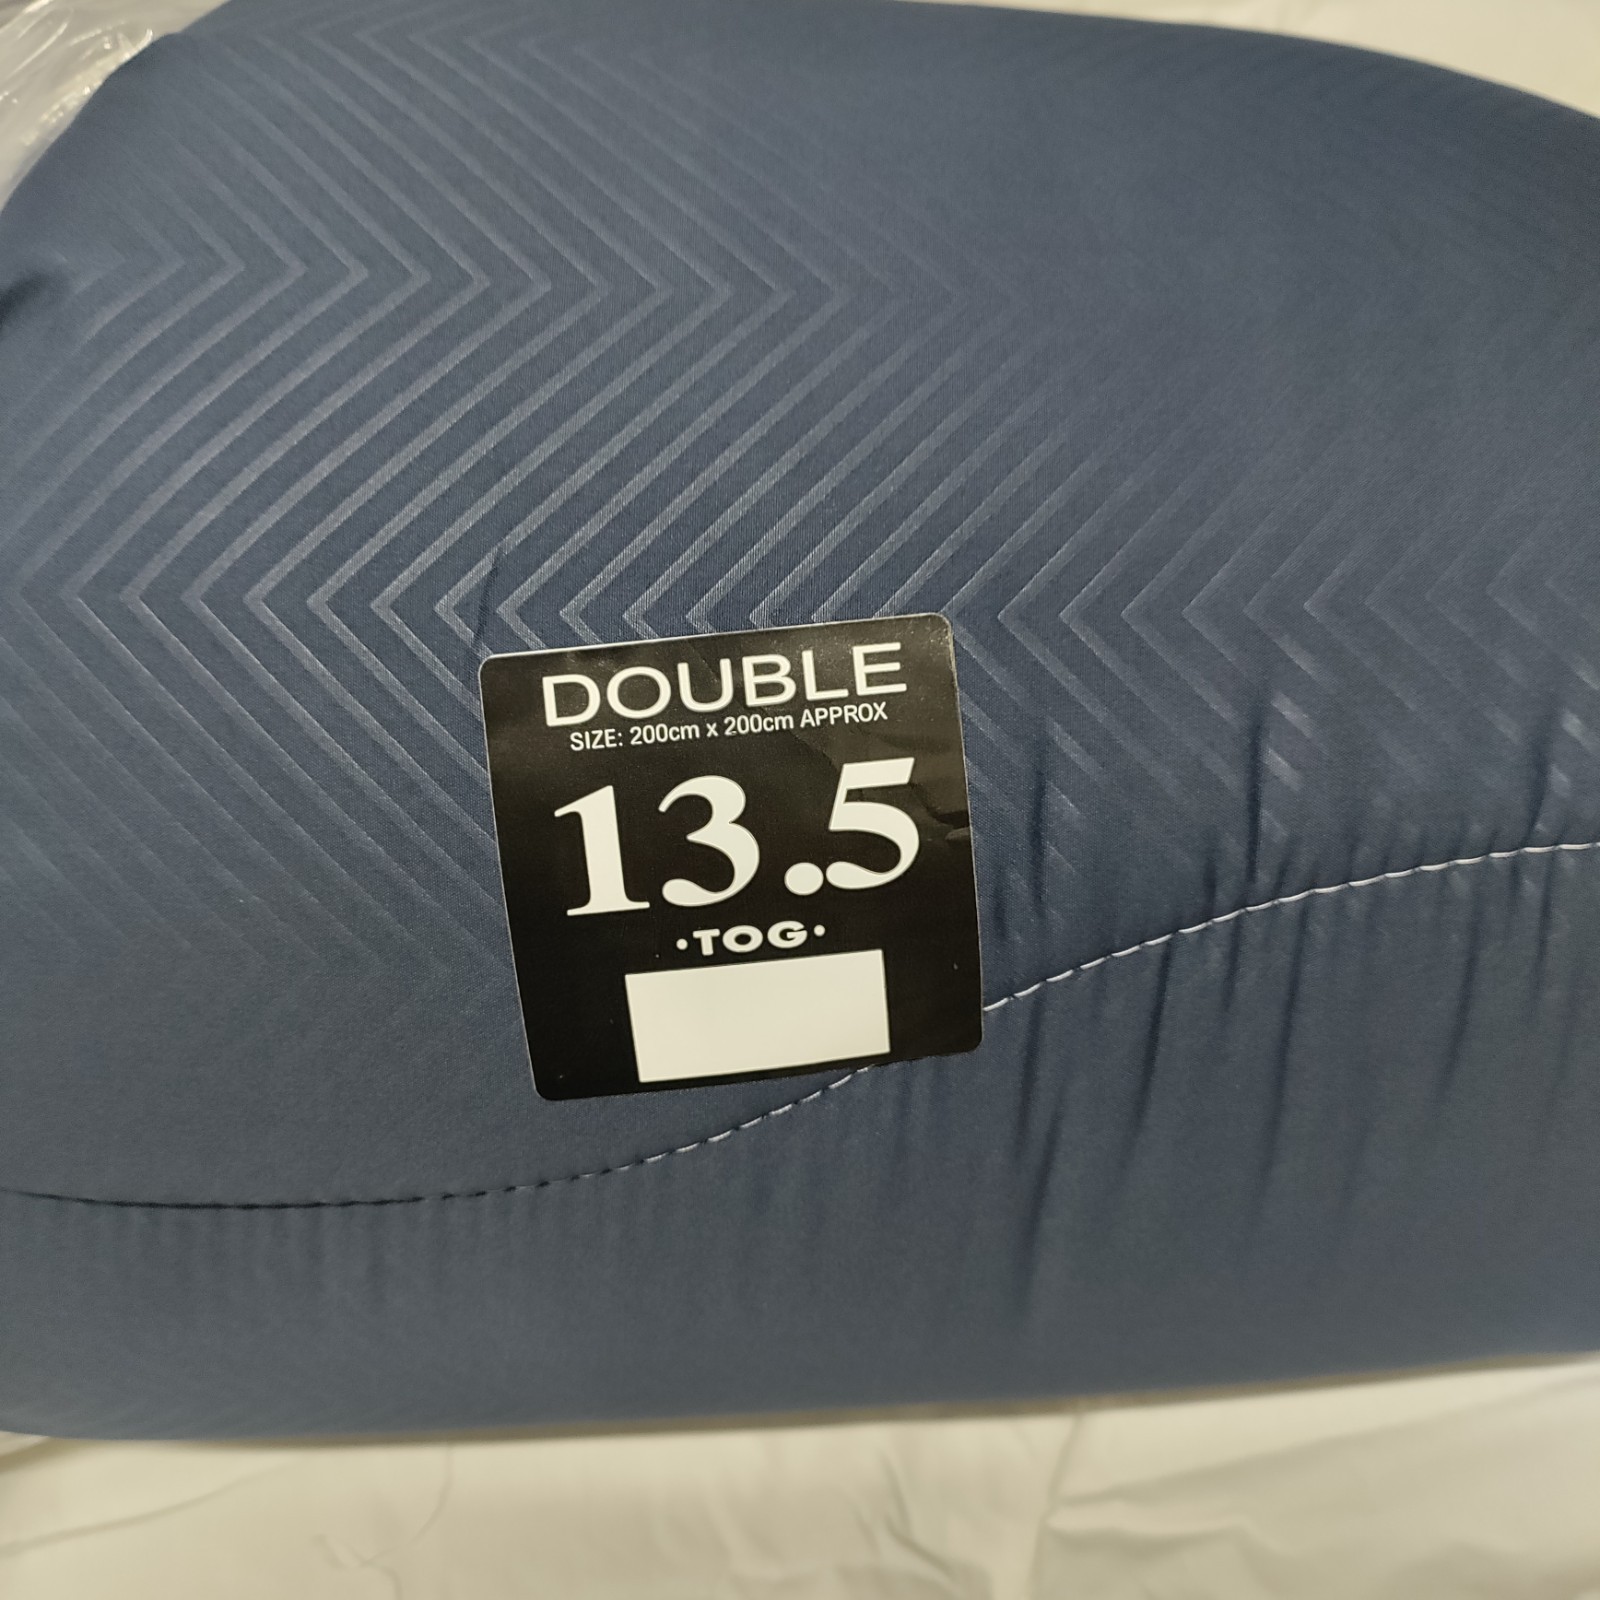 DOUBLE
SIZE: 200cm x 200cm APPROX
13.5
•TOG•